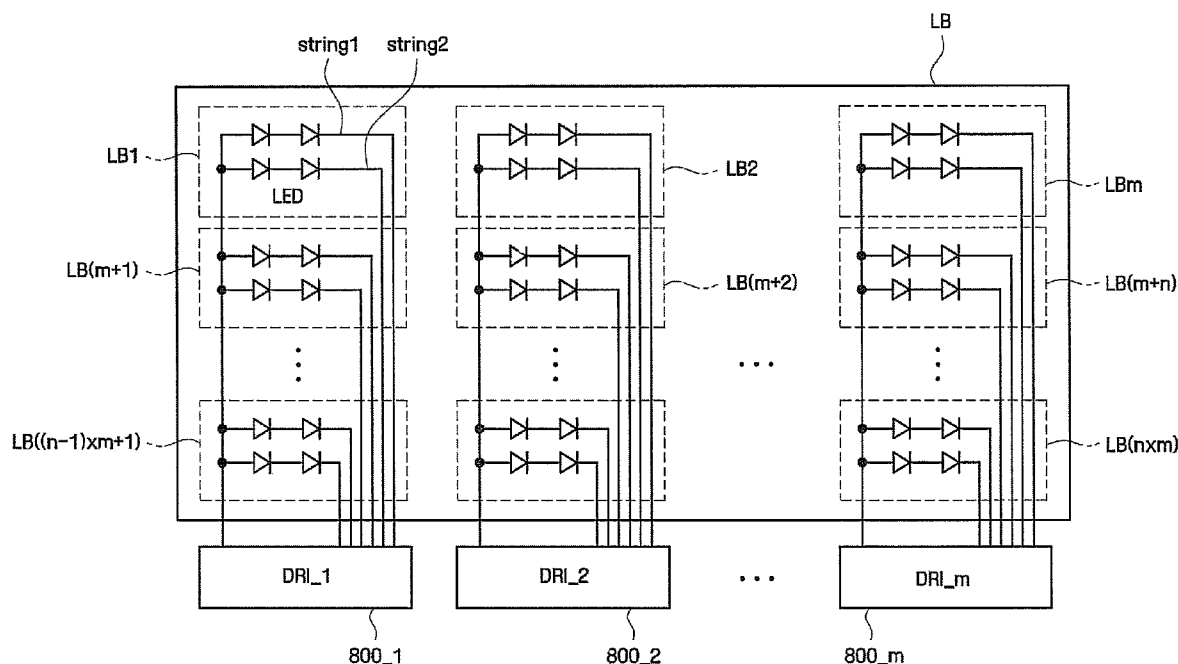 LB
string1 string2
LB1
LED
LB2
LBm
LB(m+1)
LB(m+2)
LB(m+n)
LB((n-1)xm+1)
LB(nxm)
DRI_1
DRI_2
DRI_m
800_1
800_2
800_m